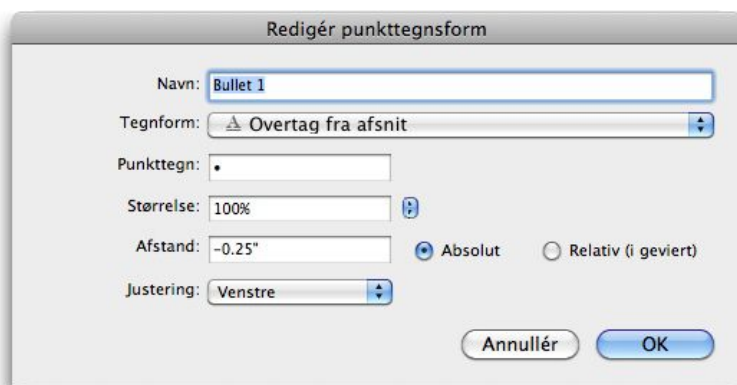 Redigér punkttegnsform
Navn: Bullet 1
Tegnform: A Overtag fra afsnit
Punkttegn: •
Størrelse: 100%
Afstand: -0.25" Absolut Relativ (i geviert)
Justering: Venstre
Annullér OK